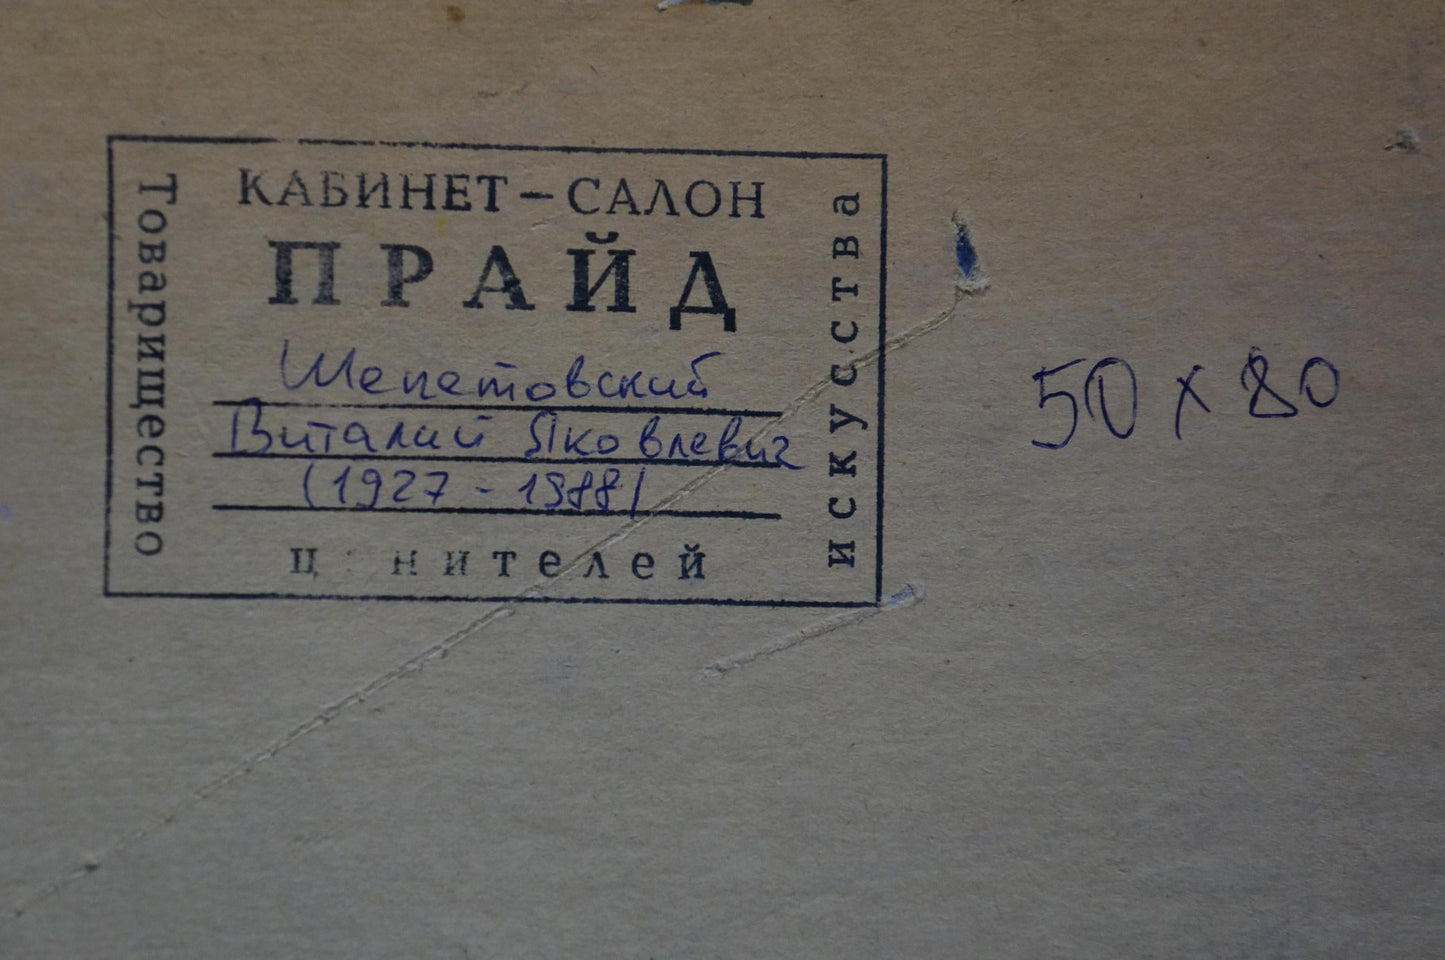 КАБИНЕТ-САЛОН
ПРАЙД
Шепетовский
Виталий Яковлевич
(1927 - 1988)
Товарищество
ц нителей
искусства
50 x 80